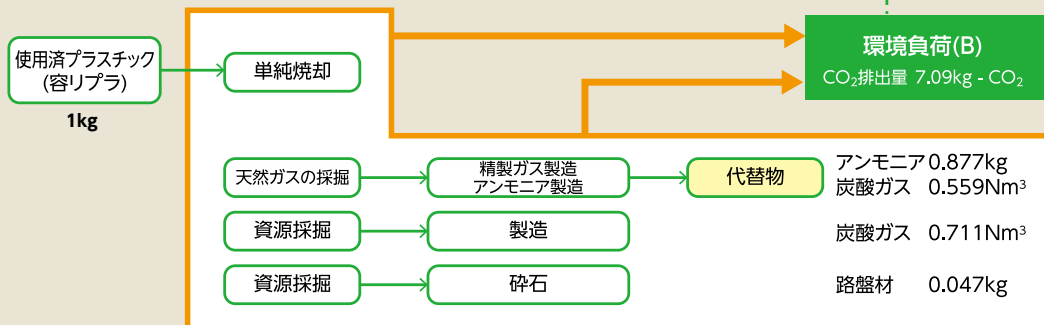 使用済プラスチック
(容リプラ)
1kg
単純焼却
環境負荷(B)
CO₂排出量 7.09kg - CO₂
天然ガスの採掘
精製ガス製造
アンモニア製造
代替物
アンモニア0.877kg
炭酸ガス 0.559Nm³
資源採掘
製造
炭酸ガス 0.711Nm³
資源採掘
砕石
路盤材 0.047kg